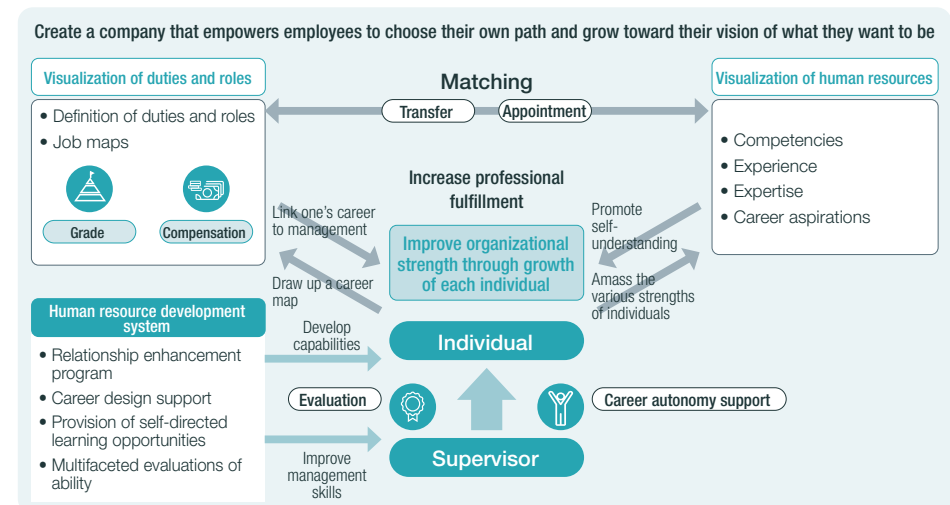 Create a company that empowers employees to choose their own path and grow toward their vision of what they want to be
Visualization of duties and roles
• Definition of duties and roles
• Job maps
Grade
Compensation
Matching
Transfer
Appointment
Visualization of human resources
• Competencies
• Experience
• Expertise
• Career aspirations
Increase professional
fulfillment
Link one’s career
to management
Improve organizational
strength through growth
of each individual
Promote
self-
understanding
Draw up a career
map
Amass the
various strengths
of individuals
Human resource development
system
• Relationship enhancement
program
• Career design support
• Provision of self-directed
learning opportunities
• Multifaceted evaluations of
ability
Develop
capabilities
Individual
Evaluation
Career autonomy support
Improve
management
skills
Supervisor